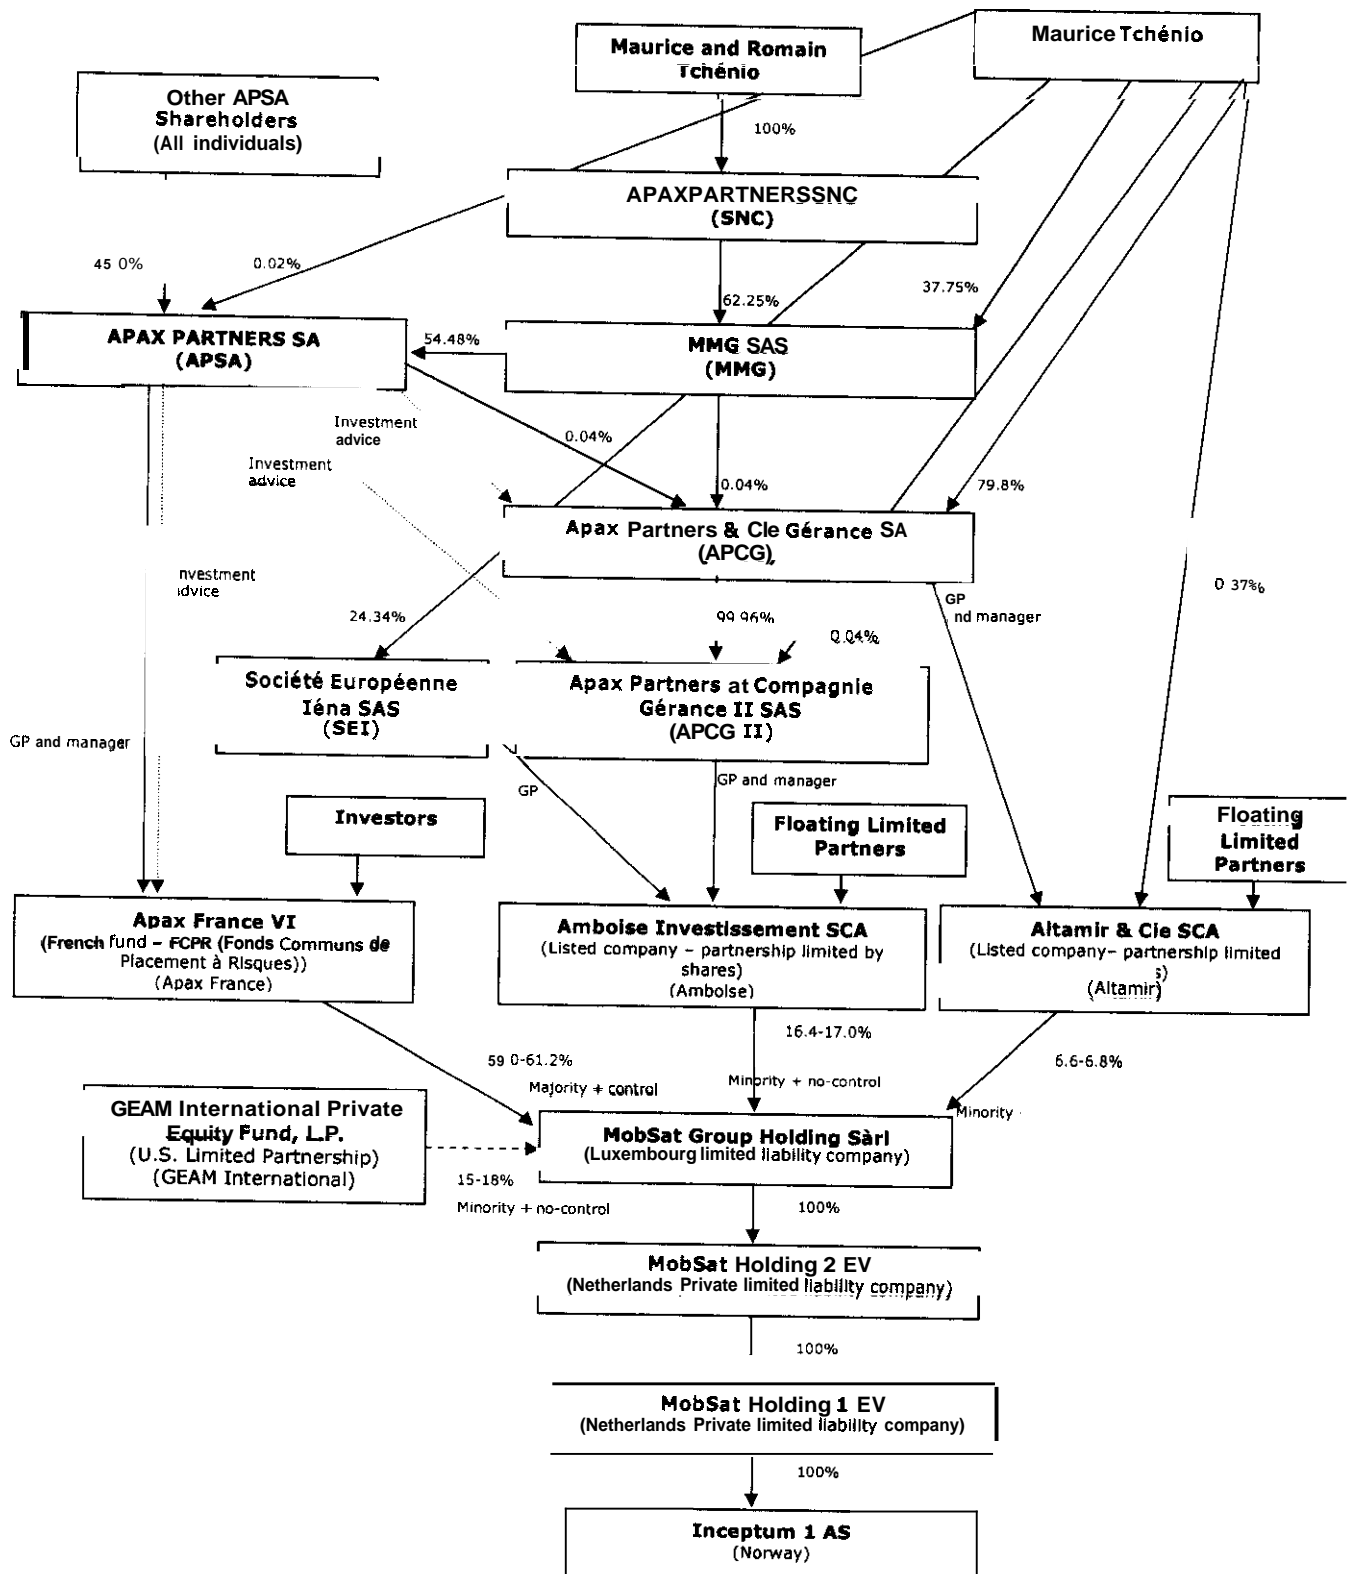 Maurice and Romain
Tchénio
Maurice Tchénio
Other APSA
Shareholders
(All individuals)
100%
APAXPARTNERSSNC
(SNC)
45 0%
0.02%
62.25%
37.75%
APAX PARTNERS SA
(APSA)
54.48%
MMG SAS
(MMG)
Investment
advice
0.04%
Investment
advice
0.04%
79.8%
Apax Partners & Cle Gérance SA
(APCG),
nvestment
dvice
24.34%
99.96%
0.04%
GP
nd manager
0 37%
Société Européenne
Iéna SAS
(SEI)
Apax Partners at Compagnie
Gérance II SAS
(APCG II)
GP and manager
GP
GP and manager
Investors
Floating Limited
Partners
Floating
Limited
Partners
Apax France VI
(French fund – FCPR (Fonds Communs de
Placement à Risques))
(Apax France)
Amboise Investissement SCA
(Listed company – partnership limited by
shares)
(Amboise)
Altamir & Cie SCA
(Listed company– partnership limited
s)
(Altamir)
16.4-17.0%
59 0-61.2%
6.6-6.8%
Majority + control
Minority + no-control
Minority
GEAM International Private
Equity Fund, L.P.
(U.S. Limited Partnership)
(GEAM International)
MobSat Group Holding Sàrl
(Luxembourg limited liability company)
15-18%
Minority + no-control
100%
MobSat Holding 2 EV
(Netherlands Private limited liability company)
100%
MobSat Holding 1 EV
(Netherlands Private limited liability company)
100%
Inceptum 1 AS
(Norway)